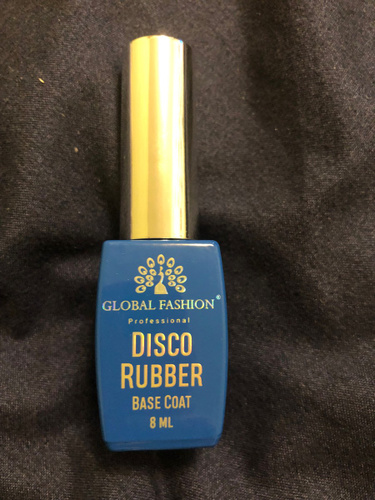 GLOBAL FASHION®
Professional
DISCO
RUBBER
BASE COAT
8 ML